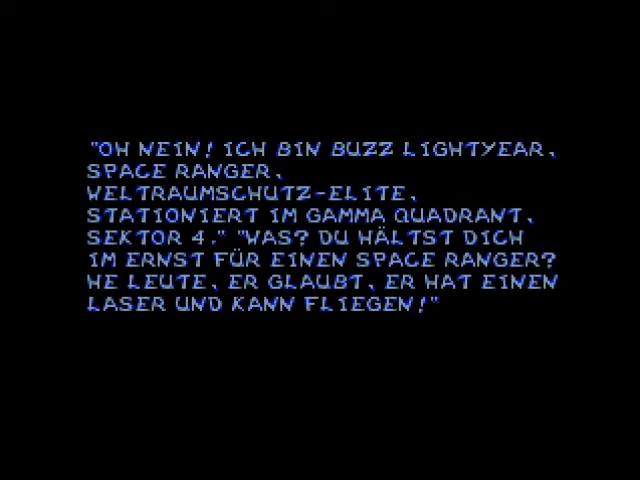 "OH NEIN! ICH BIN BUZZ LIGHTYEAR,
SPACE RANGER,
WELTRAUMSCHUTZ-ELITE,
STATIONIERT IM GAMMA QUADRANT,
SEKTOR 4." "WAS? DU HÄLTST DICH
IM ERNST FÜR EINEN SPACE RANGER?
HE LEUTE, ER GLAUBT, ER HAT EINEN
LASER UND KANN FLIEGEN!"